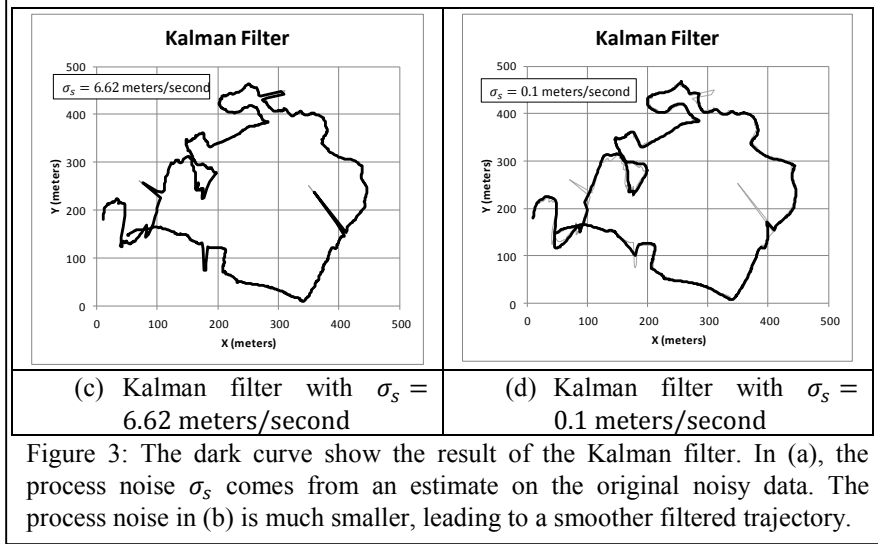 Kalman Filter
σₛ = 6.62 meters/second
500
400
300
200
100
0
Y (meters)
0 100 200 300 400 500
X (meters)
Kalman Filter
σₛ = 0.1 meters/second
500
400
300
200
100
0
Y (meters)
0 100 200 300 400 500
X (meters)
(c) Kalman filter with σₛ =
6.62 meters/second
(d) Kalman filter with σₛ =
0.1 meters/second
Figure 3: The dark curve show the result of the Kalman filter. In (a), the
process noise σₛ comes from an estimate on the original noisy data. The
process noise in (b) is much smaller, leading to a smoother filtered trajectory.